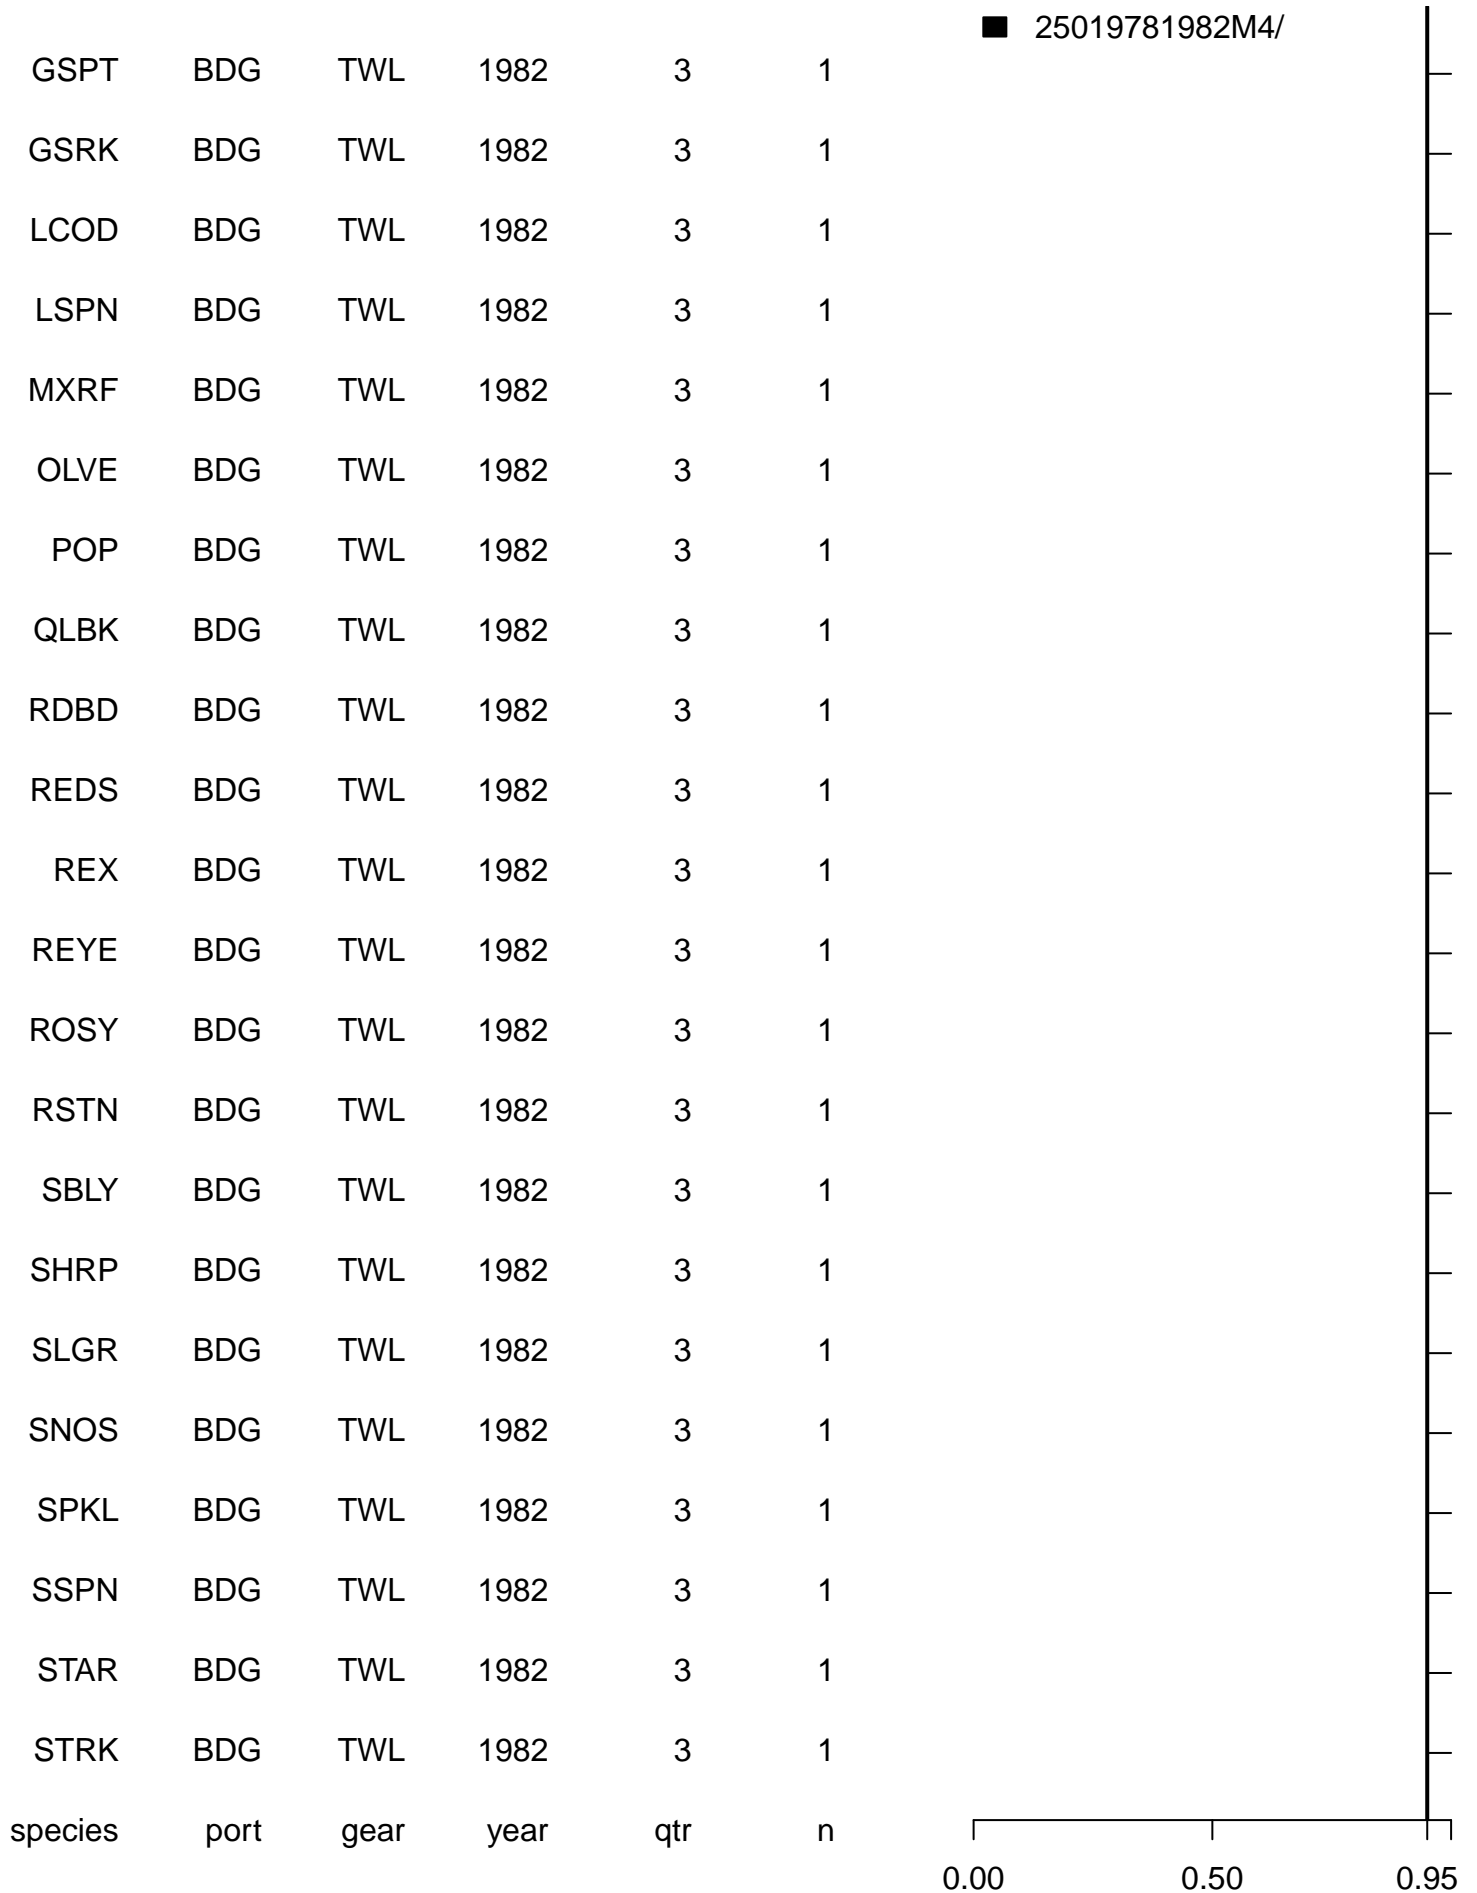 25019781982M4/
GSPT BDG TWL 1982 3 1
GSRK BDG TWL 1982 3 1
LCOD BDG TWL 1982 3 1
LSPN BDG TWL 1982 3 1
MXRF BDG TWL 1982 3 1
OLVE BDG TWL 1982 3 1
POP BDG TWL 1982 3 1
QLBK BDG TWL 1982 3 1
RDBD BDG TWL 1982 3 1
REDS BDG TWL 1982 3 1
REX BDG TWL 1982 3 1
REYE BDG TWL 1982 3 1
ROSY BDG TWL 1982 3 1
RSTN BDG TWL 1982 3 1
SBLY BDG TWL 1982 3 1
SHRP BDG TWL 1982 3 1
SLGR BDG TWL 1982 3 1
SNOS BDG TWL 1982 3 1
SPKL BDG TWL 1982 3 1
SSPN BDG TWL 1982 3 1
STAR BDG TWL 1982 3 1
STRK BDG TWL 1982 3 1
species port gear year qtr n
0.00 0.50 0.95